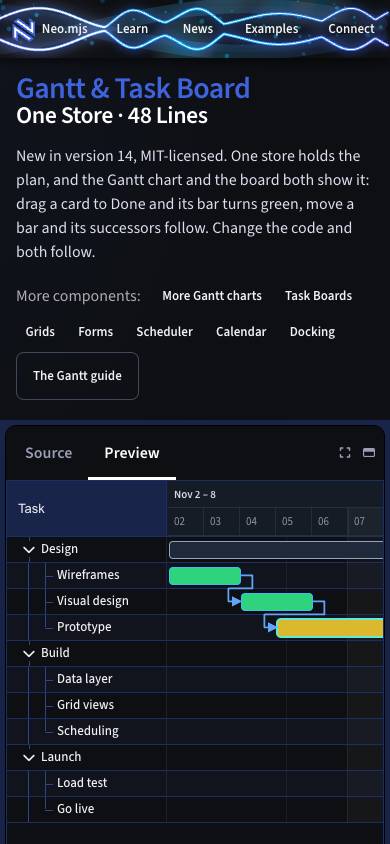 Neo.mjs Learn News Examples Connect
Gantt & Task Board
One Store · 48 Lines
New in version 14, MIT-licensed. One store holds the
plan, and the Gantt chart and the board both show it:
drag a card to Done and its bar turns green, move a
bar and its successors follow. Change the code and
both follow.
More components: More Gantt charts Task Boards
Grids Forms Scheduler Calendar Docking
The Gantt guide
Source Preview
Task
Nov 2 – 8
02 03 04 05 06 07
Design
Wireframes
Visual design
Prototype
Build
Data layer
Grid views
Scheduling
Launch
Load test
Go live